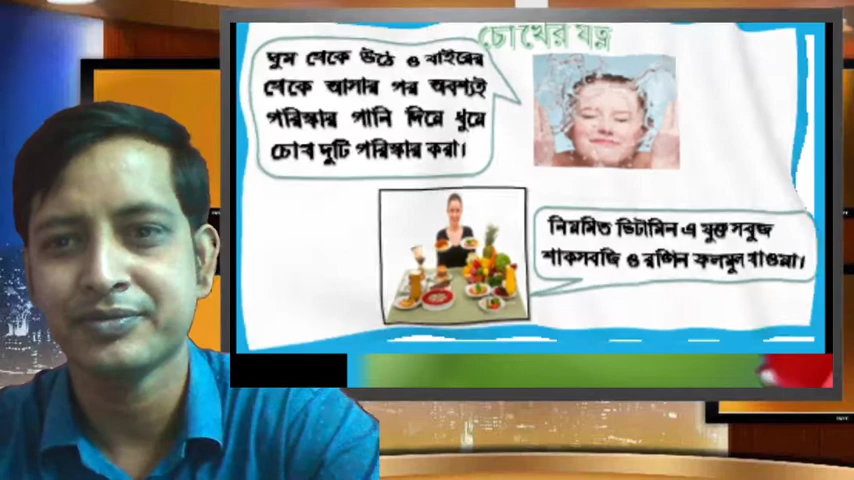 চোখের যত্ন
ঘুম থেকে উঠে ও বাইরের
থেকে আসার পর অবশ্যই
পরিস্কার পানি দিয়ে ধুয়ে
চোখ দুটি পরিস্কার করা।
নিয়মিত ভিটামিন এ যুক্ত সবুজ
শাকসবজি ও রঙ্গিন ফলমুল খাওয়া।